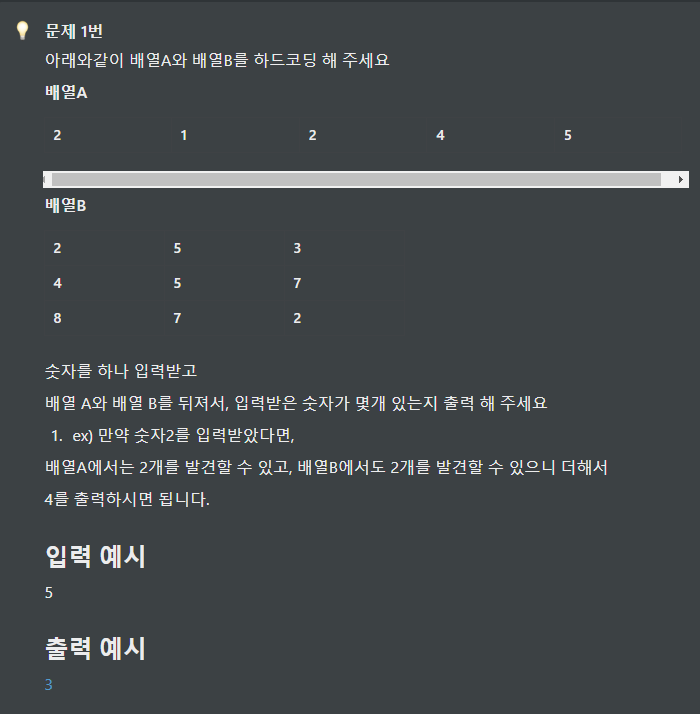 문제 1번
아래와같이 배열A와 배열B를 하드코딩 해 주세요
배열A
2 1 2 4 5
배열B
2 5 3
4 5 7
8 7 2
숫자를 하나 입력받고
배열 A와 배열 B를 뒤져서, 입력받은 숫자가 몇개 있는지 출력 해 주세요
1. ex) 만약 숫자2를 입력받았다면,
배열A에서는 2개를 발견할 수 있고, 배열B에서도 2개를 발견할 수 있으니 더해서
4를 출력하시면 됩니다.
입력 예시
5
출력 예시
3